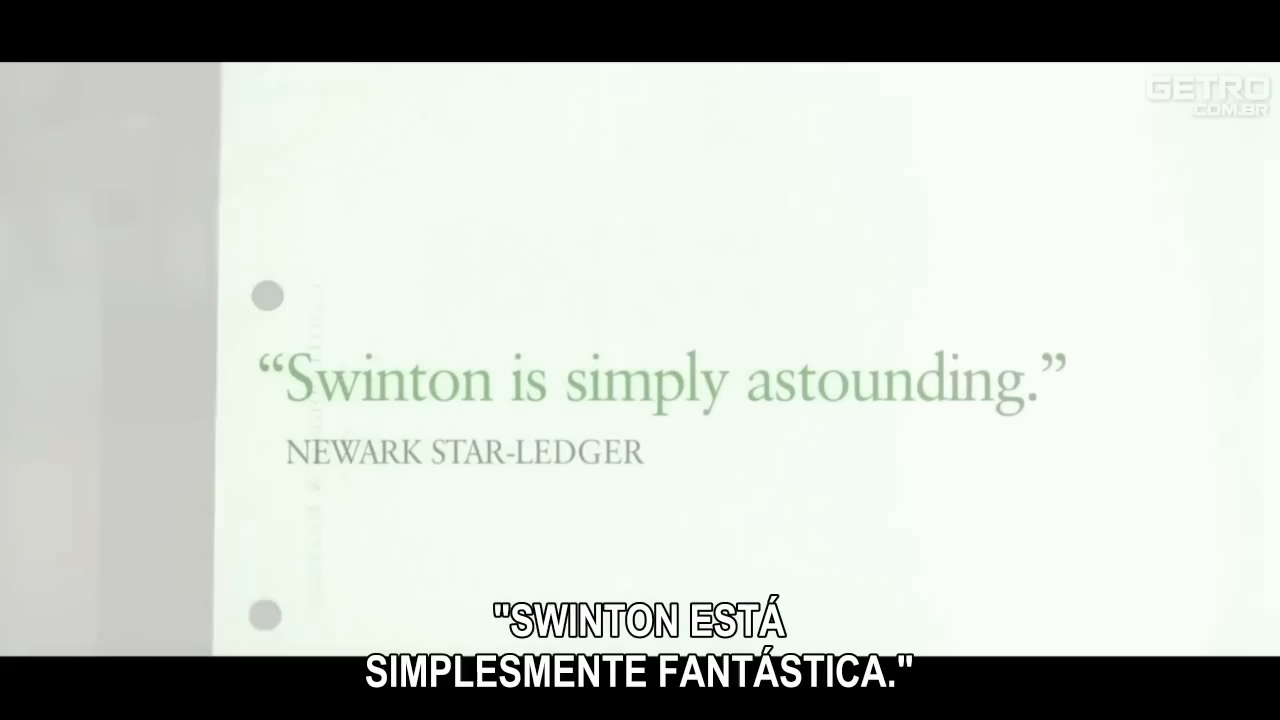 GETRO
COM.BR
“Swinton is simply astounding.”
NEWARK STAR-LEDGER
"SWINTON ESTÁ
SIMPLESMENTE FANTÁSTICA."